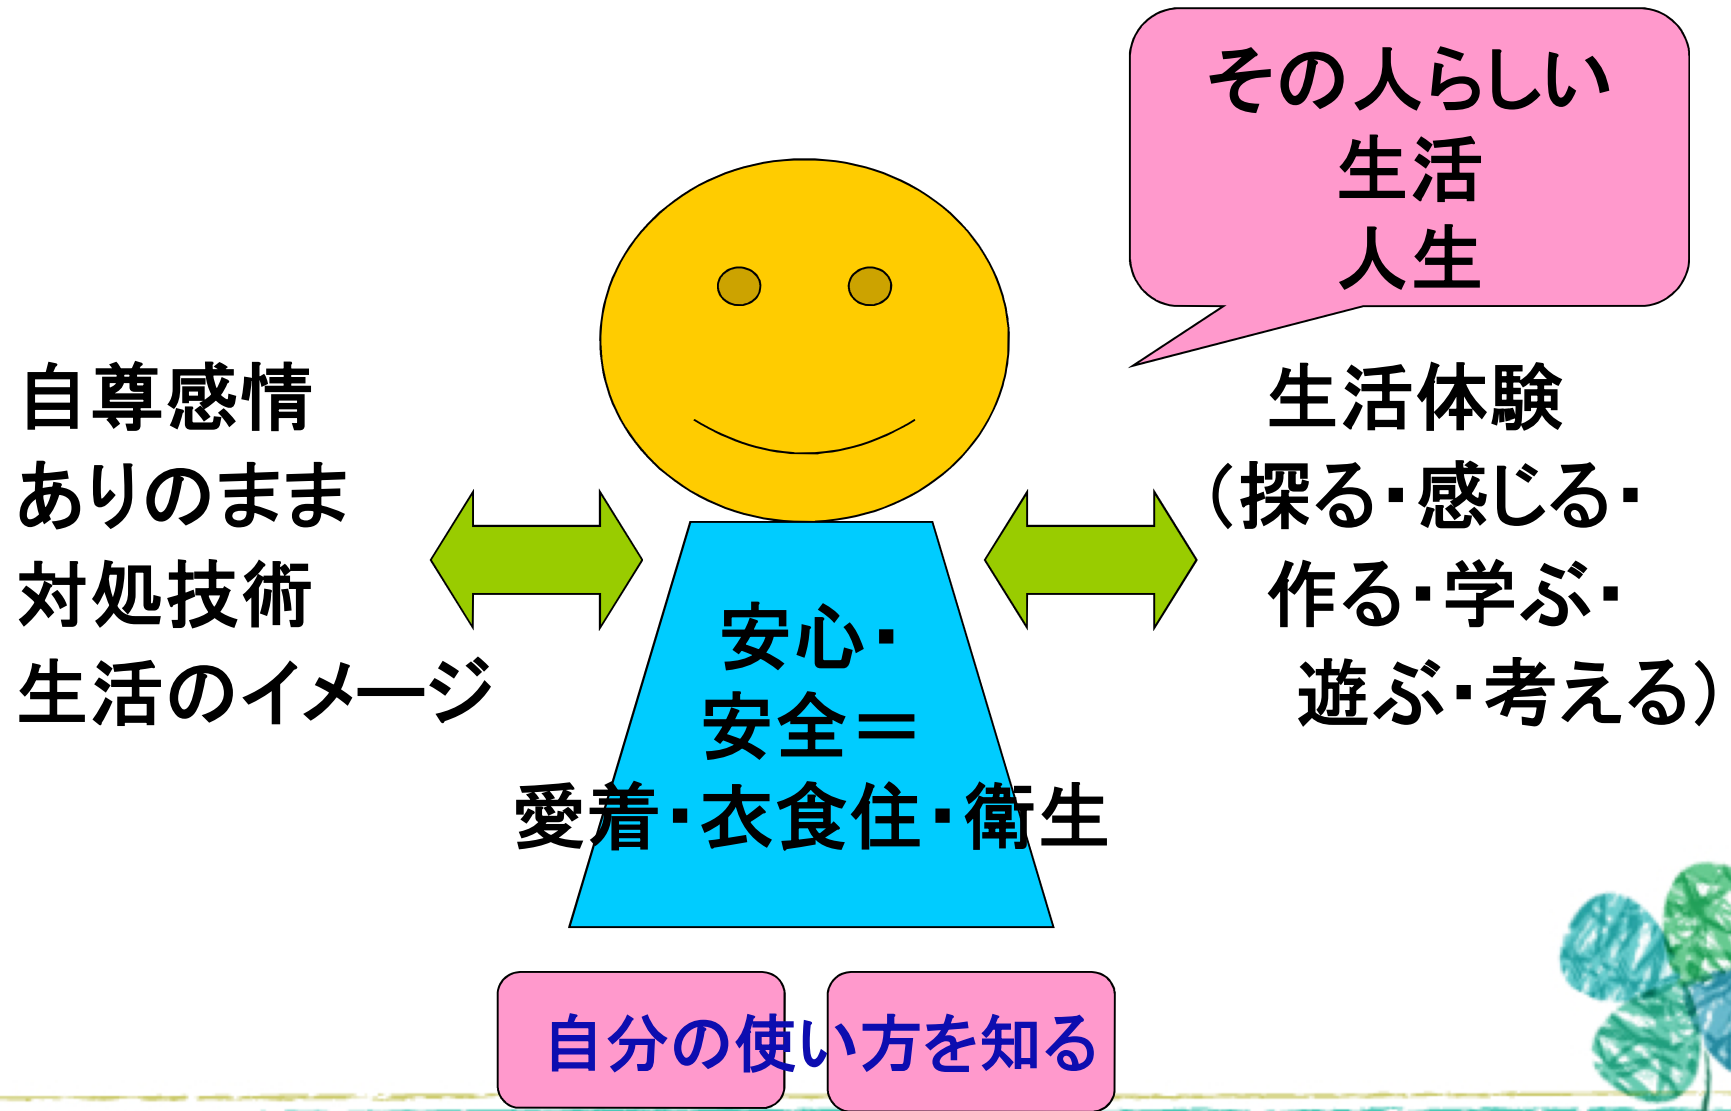 その人らしい
生活
人生
自尊感情
ありのまま
対処技術
生活のイメージ
安心・
安全＝
愛着・衣食住・衛生
生活体験
（探る・感じる・
作る・学ぶ・
遊ぶ・考える）
自分の使い方を知る